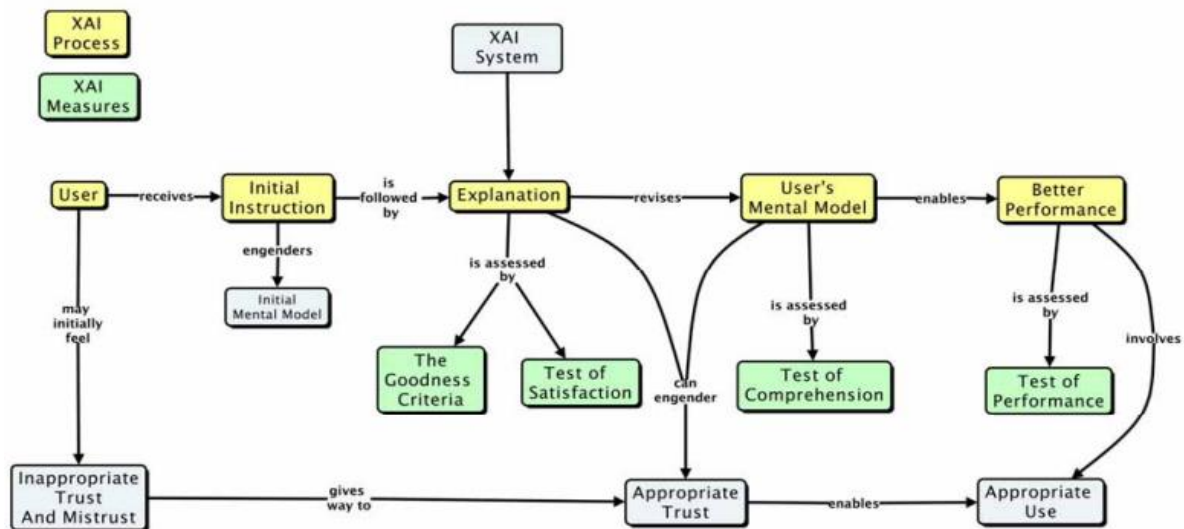 XAI
Process
XAI
Measures
XAI
System
User
receives
Initial
Instruction
is
followed
by
Explanation
revises
User's
Mental Model
enables
Better
Performance
engenders
Initial
Mental Model
may
initially
feel
is assessed
by
The
Goodness
Criteria
Test of
Satisfaction
can
engender
is assessed
by
Test of
Comprehension
is assessed
by
Test of
Performance
involves
Inappropriate
Trust
And Mistrust
gives
way to
Appropriate
Trust
enables
Appropriate
Use